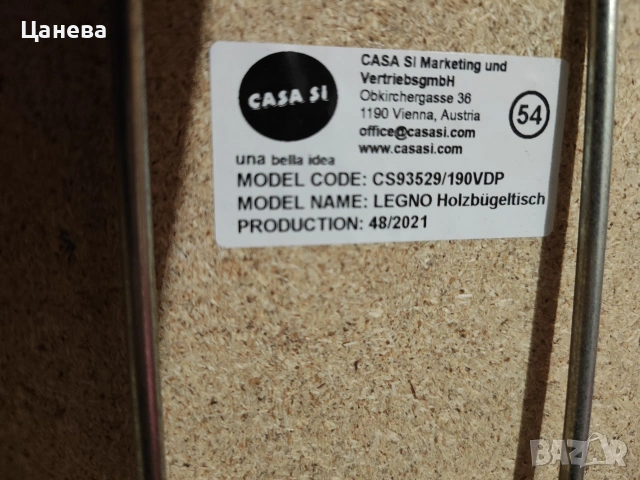 Цанева
CASA SI
una bella idea
CASA SI Marketing und
VertriebsgmbH
Obkirchergasse 36
1190 Vienna, Austria
office@casasi.com
www.casasi.com
54
MODEL CODE: CS93529/190VDP
MODEL NAME: LEGNO Holzbügeltisch
PRODUCTION: 48/2021
BAZAR